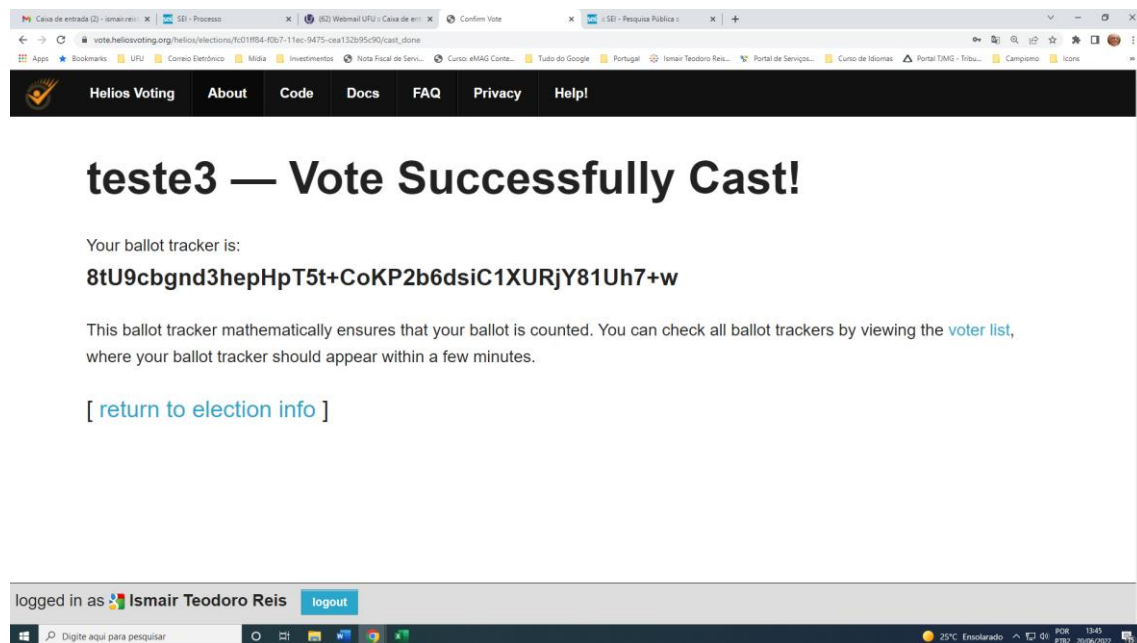 Caixa de entrada (2) - ismair.reis
SEI - Processo
(62) Webmail UFU :: Caixa de en
Confirm Vote
:: SEI - Pesquisa Pública ::
vote.heliosvoting.org/helios/elections/fc01ff84-f0b7-11ec-9475-cea132b95c90/cast_done
Apps Bookmarks UFU Correio Eletrônico Mídia Investimentos Nota Fiscal de Servi... Curso: eMAG Conte... Tudo do Google Portugal Ismair Teodoro Reis... Portal de Serviços... Curso de Idiomas Portal TJMG - Tribu... Campismo Icons
Helios Voting About Code Docs FAQ Privacy Help!
teste3 — Vote Successfully Cast!
Your ballot tracker is:
8tU9cbgnd3hepHpT5t+CoKP2b6dsiC1XURjY81Uh7+w
This ballot tracker mathematically ensures that your ballot is counted. You can check all ballot trackers by viewing the voter list,
where your ballot tracker should appear within a few minutes.
[ return to election info ]
logged in as Ismair Teodoro Reis logout
Digite aqui para pesquisar
25°C Ensolarado
POR 13:45
PTB2 20/06/2022